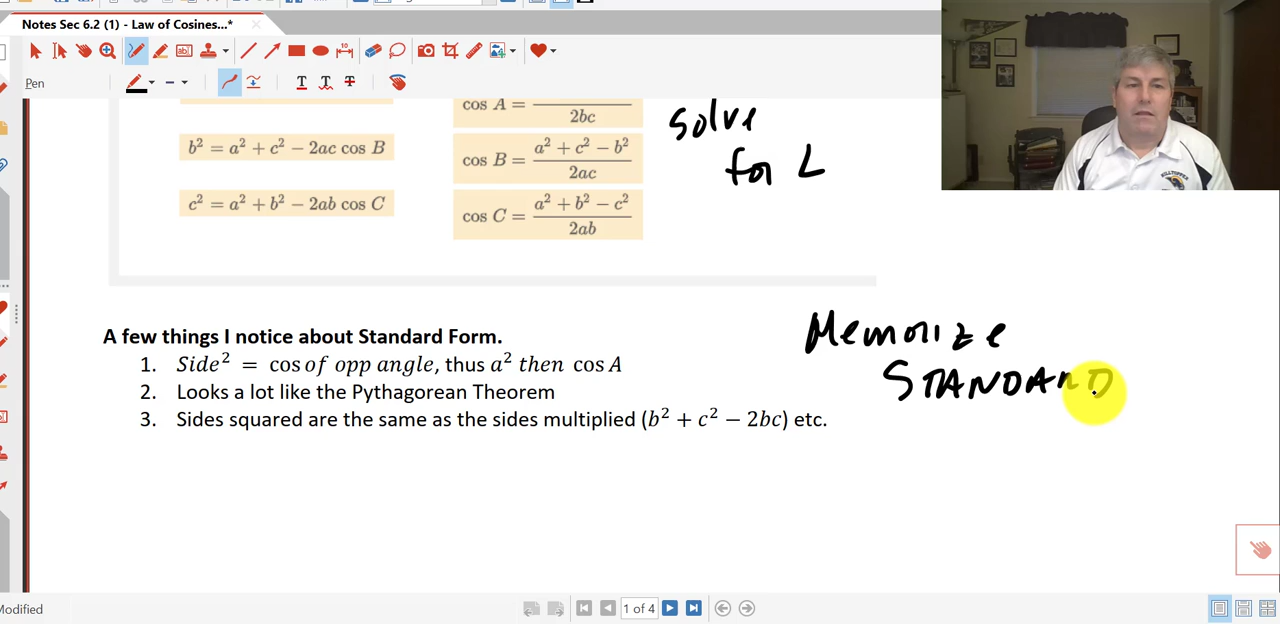 Notes Sec 6.2 (1) - Law of Cosines...*
Pen
cos A =
2bc
b² = a² + c² − 2ac cos B
cos B = a² + c² − b² / 2ac
c² = a² + b² − 2ab cos C
cos C = a² + b² − c² / 2ab
solve
for L
HILLTOPPER
A few things I notice about Standard Form.
1. Side² = cos of opp angle, thus a² then cos A
2. Looks a lot like the Pythagorean Theorem
3. Sides squared are the same as the sides multiplied (b² + c² − 2bc) etc.
Memorize
STANDARD
Modified
1 of 4